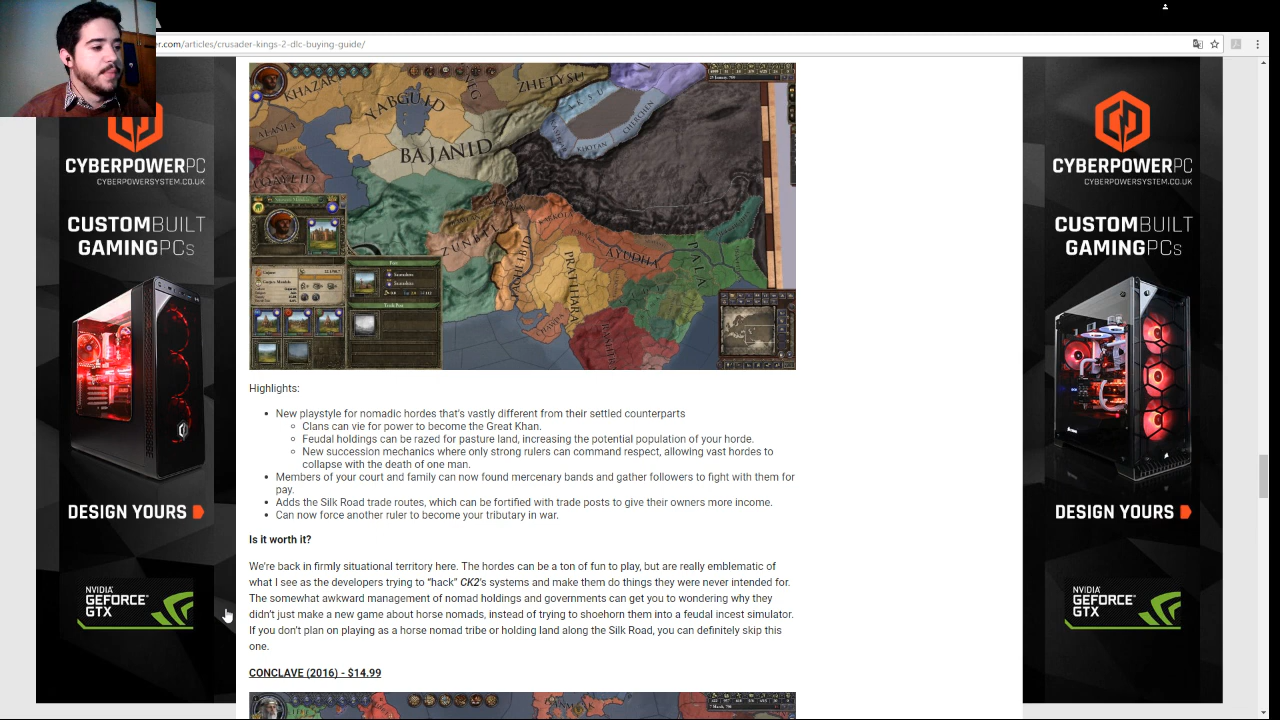 er.com/articles/crusader-kings-2-dlc-buying-guide/
CYBERPOWERPC
CYBERPOWERSYSTEM.CO.UK
CUSTOMBUILT
GAMINGPCs
DESIGN YOURS
NVIDIA
GEFORCE
GTX
KHAZAR
YABGUID
ZHETYSU
ALANIA
BAJANID
CHERCHEN
KHOTAN
ZUNBIL
KARKOTA
AYUDHA
PALA
PRATIHARA
Highlights:
• New playstyle for nomadic hordes that's vastly different from their settled counterparts
○ Clans can vie for power to become the Great Khan.
○ Feudal holdings can be razed for pasture land, increasing the potential population of your horde.
○ New succession mechanics where only strong rulers can command respect, allowing vast hordes to
collapse with the death of one man.
• Members of your court and family can now found mercenary bands and gather followers to fight with them for
pay.
• Adds the Silk Road trade routes, which can be fortified with trade posts to give their owners more income.
• Can now force another ruler to become your tributary in war.
Is it worth it?
We're back in firmly situational territory here. The hordes can be a ton of fun to play, but are really emblematic of
what I see as the developers trying to “hack” CK2's systems and make them do things they were never intended for.
The somewhat awkward management of nomad holdings and governments can get you to wondering why they
didn't just make a new game about horse nomads, instead of trying to shoehorn them into a feudal incest simulator.
If you don't plan on playing as a horse nomad tribe or holding land along the Silk Road, you can definitely skip this
one.
CONCLAVE (2016) - $14.99
CYBERPOWERPC
CYBERPOWERSYSTEM.CO.UK
CUSTOMBUILT
GAMINGPCs
DESIGN YOURS
NVIDIA
GEFORCE
GTX